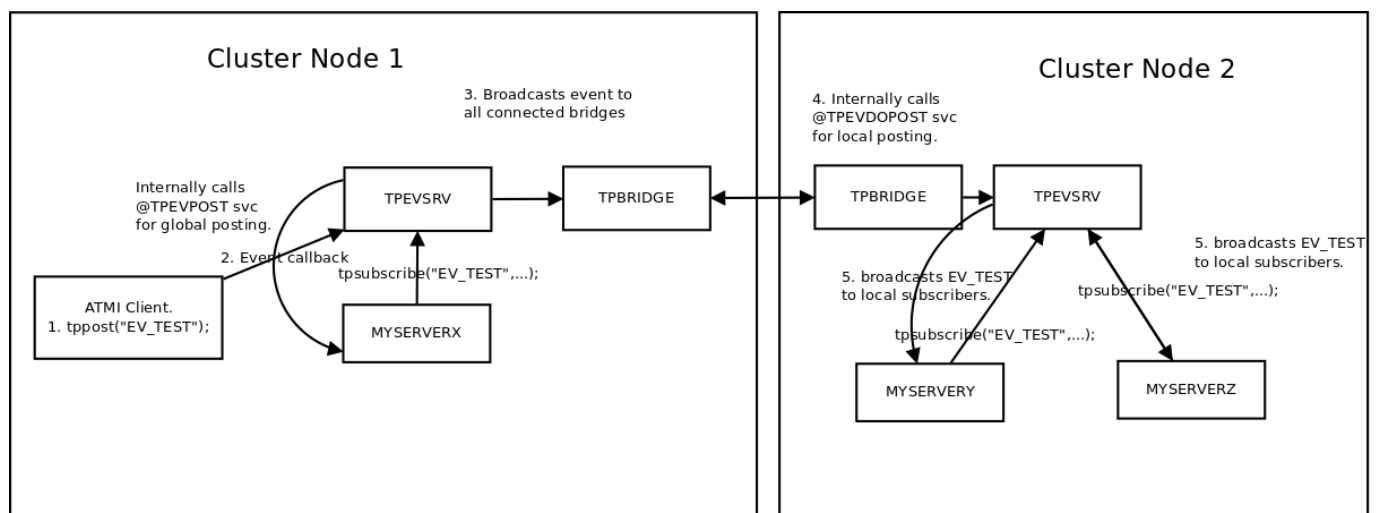 Cluster Node 1
3. Broadcasts event to
all connected bridges
Internally calls
@TPEVPOST svc
for global posting.
TPEVSRV
TPBRIDGE
2. Event callback
tpsubscribe("EV_TEST",...);
ATMI Client.
1. tppost("EV_TEST");
MYSERVERX
Cluster Node 2
4. Internally calls
@TPEVDOPOST svc
for local posting.
TPBRIDGE
TPEVSRV
5. broadcasts EV_TEST
to local subscribers.
5. broadcasts EV_TEST
to local subscribers.
tpsubscribe("EV_TEST",...);
tpsubscribe("EV_TEST",...);
MYSERVERY
MYSERVERZ